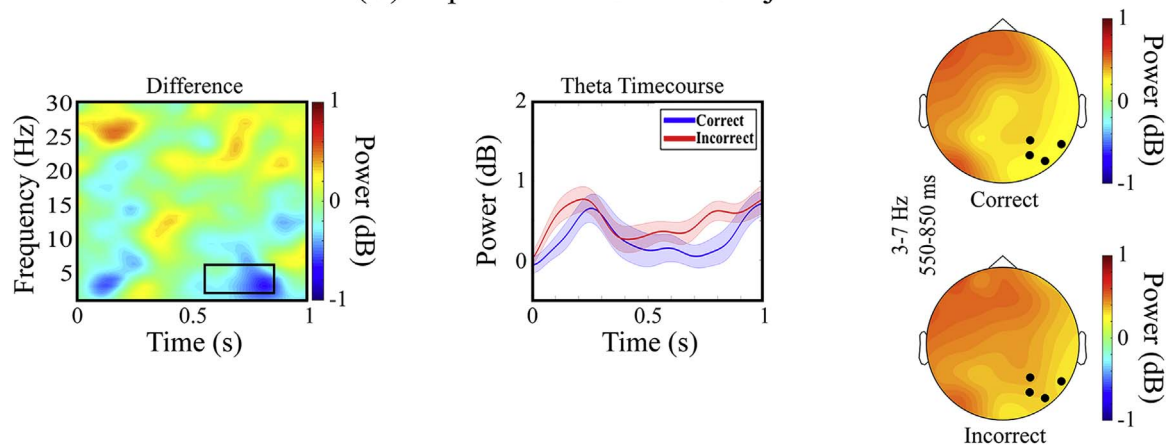 Difference
30
25
20
15
10
5
0
0.5
1
Frequency (Hz)
Time (s)
1
0
-1
Power (dB)
Theta Timecourse
Correct
Incorrect
2
1
0
0
0.5
1
Power (dB)
Time (s)
3-7 Hz
550-850 ms
1
0
-1
Power (dB)
Correct
1
0
-1
Power (dB)
Incorrect